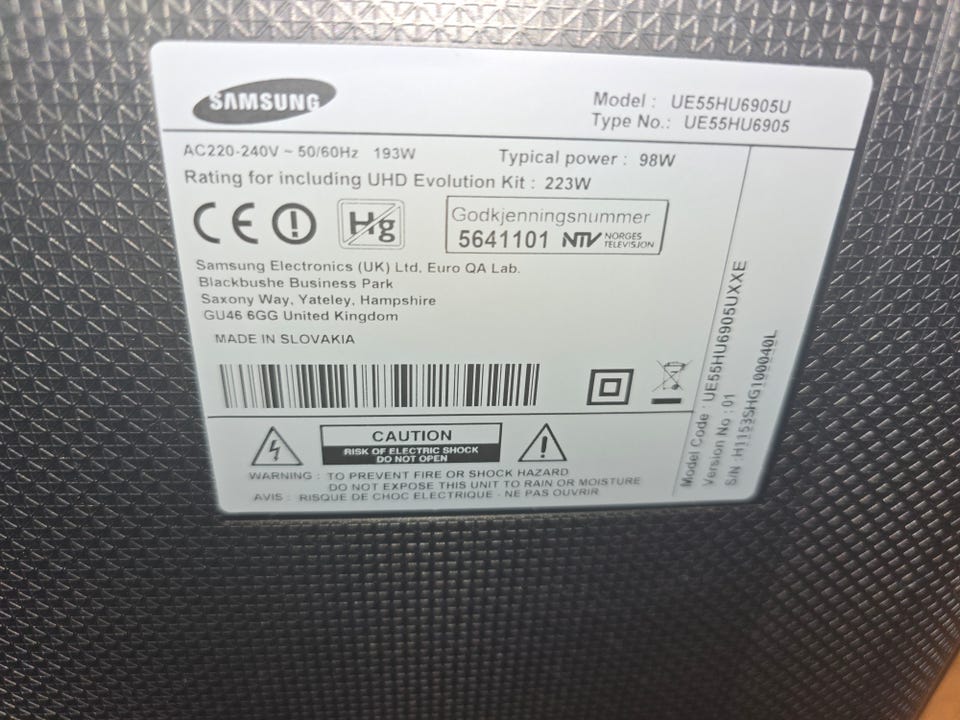 SAMSUNG
Model : UE55HU6905U
Type No.: UE55HU6905
AC220-240V ~ 50/60Hz 193W
Typical power : 98W
Rating for including UHD Evolution Kit : 223W
CE
Hg
Godkjenningsnummer
5641101 NTV NORGES TELEVISJON
Samsung Electronics (UK) Ltd, Euro QA Lab.
Blackbushe Business Park
Saxony Way, Yateley, Hampshire
GU46 6GG United Kingdom
MADE IN SLOVAKIA
CAUTION
RISK OF ELECTRIC SHOCK
DO NOT OPEN
WARNING : TO PREVENT FIRE OR SHOCK HAZARD
DO NOT EXPOSE THIS UNIT TO RAIN OR MOISTURE
AVIS : RISQUE DE CHOC ELECTRIQUE - NE PAS OUVRIR
Model Code : UE55HU6905UXXE
Version No : 01
S/N : H1153SHG100040L